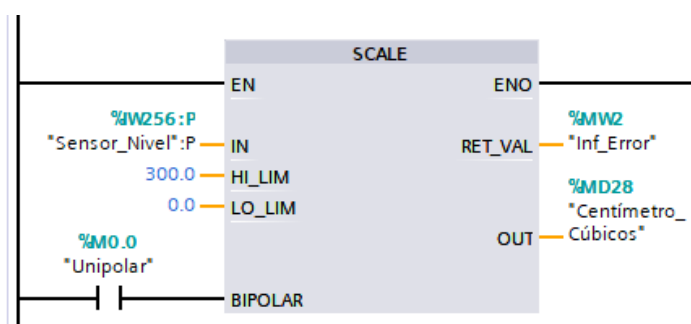 SCALE
EN
ENO
%IW256:P
"Sensor_Nivel":P
IN
RET_VAL
%MW2
"Inf_Error"
300.0
HI_LIM
0.0
LO_LIM
%MD28
"Centímetro_
Cúbicos"
OUT
%M0.0
"Unipolar"
BIPOLAR